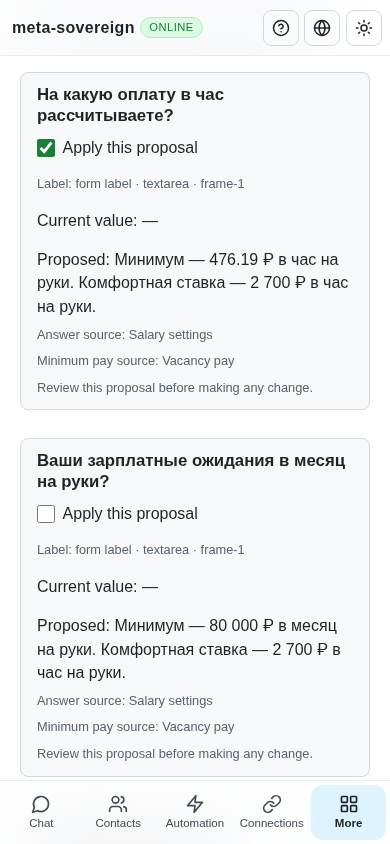 meta-sovereign ONLINE
На какую оплату в час
рассчитываете?
Apply this proposal
Label: form label · textarea · frame-1
Current value: —
Proposed: Минимум — 476.19 ₽ в час на
руки. Комфортная ставка — 2 700 ₽ в час
на руки.
Answer source: Salary settings
Minimum pay source: Vacancy pay
Review this proposal before making any change.
Ваши зарплатные ожидания в месяц
на руки?
Apply this proposal
Label: form label · textarea · frame-1
Current value: —
Proposed: Минимум — 80 000 ₽ в месяц
на руки. Комфортная ставка — 2 700 ₽ в
час на руки.
Answer source: Salary settings
Minimum pay source: Vacancy pay
Review this proposal before making any change.
Chat Contacts Automation Connections More